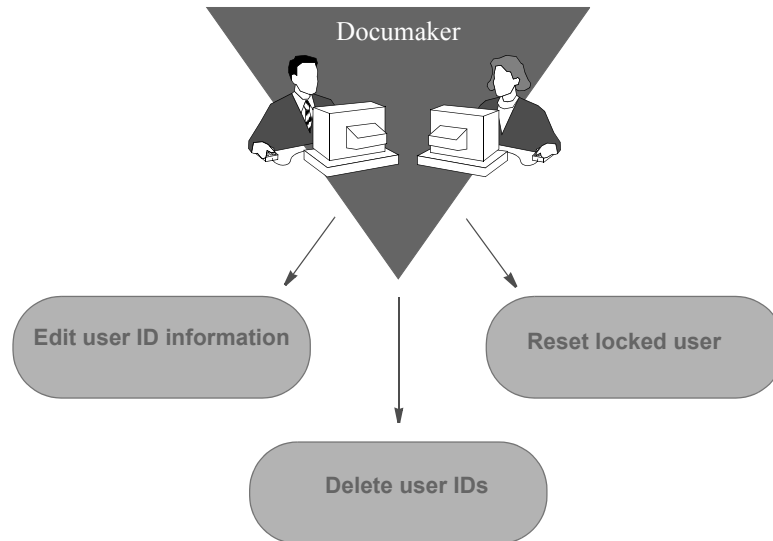 Documaker
Edit user ID information
Reset locked user
Delete user IDs